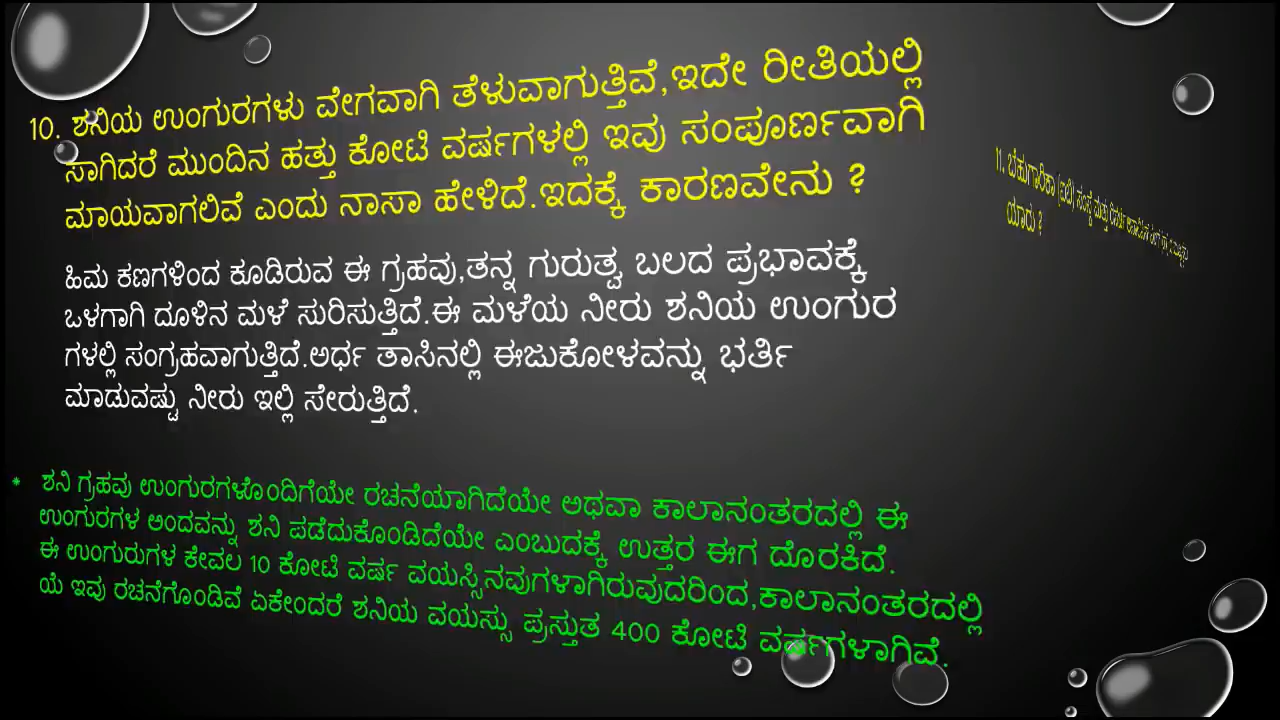 10. ಶನಿಯ ಉಂಗುರಗಳು ವೇಗವಾಗಿ ತೆಳುವಾಗುತ್ತಿವೆ,ಇದೇ ರೀತಿಯಲ್ಲಿ
ಸಾಗಿದರೆ ಮುಂದಿನ ಹತ್ತು ಕೋಟಿ ವರ್ಷಗಳಲ್ಲಿ ಇವು ಸಂಪೂರ್ಣವಾಗಿ
ಮಾಯವಾಗಲಿವೆ ಎಂದು ನಾಸಾ ಹೇಳಿದೆ.ಇದಕ್ಕೆ ಕಾರಣವೇನು ?
ಹಿಮ ಕಣಗಳಿಂದ ಕೂಡಿರುವ ಈ ಗ್ರಹವು,ತನ್ನ ಗುರುತ್ವ ಬಲದ ಪ್ರಭಾವಕ್ಕೆ
ಒಳಗಾಗಿ ದೂಳಿನ ಮಳೆ ಸುರಿಸುತ್ತಿದೆ.ಈ ಮಳೆಯ ನೀರು ಶನಿಯ ಉಂಗುರ
ಗಳಲ್ಲಿ ಸಂಗ್ರಹವಾಗುತ್ತಿದೆ.ಅರ್ಧ ತಾಸಿನಲ್ಲಿ ಈಜುಕೋಳವನ್ನು ಭರ್ತಿ
ಮಾಡುವಷ್ಟು ನೀರು ಇಲ್ಲಿ ಸೇರುತ್ತಿದೆ.
* ಶನಿ ಗ್ರಹವು ಉಂಗುರಗಳೊಂದಿಗೆಯೇ ರಚನೆಯಾಗಿದೆಯೇ ಅಥವಾ ಕಾಲಾನಂತರದಲ್ಲಿ ಈ
ಉಂಗುರಗಳ ಅಂದವನ್ನು ಶನಿ ಪಡೆದುಕೊಂಡಿದೆಯೇ ಎಂಬುದಕ್ಕೆ ಉತ್ತರ ಈಗ ದೊರಕಿದೆ.
ಈ ಉಂಗುರುಗಳ ಕೇವಲ 10 ಕೋಟಿ ವರ್ಷ ವಯಸ್ಸಿನವುಗಳಾಗಿರುವುದರಿಂದ,ಕಾಲಾನಂತರದಲ್ಲಿ
ಯೆ ಇವು ರಚನೆಗೊಂಡಿವೆ ಏಕೇಂದರೆ ಶನಿಯ ವಯಸ್ಸು ಪ್ರಸ್ತುತ 400 ಕೋಟಿ ವರ್ಷಗಳಾಗಿವೆ.
11. ಬೆಹುಗಾರಿಕಾ (ಐಬಿ) ಸಂಸ್ಥೆ ಮತ್ತು
ಯಾರು ?